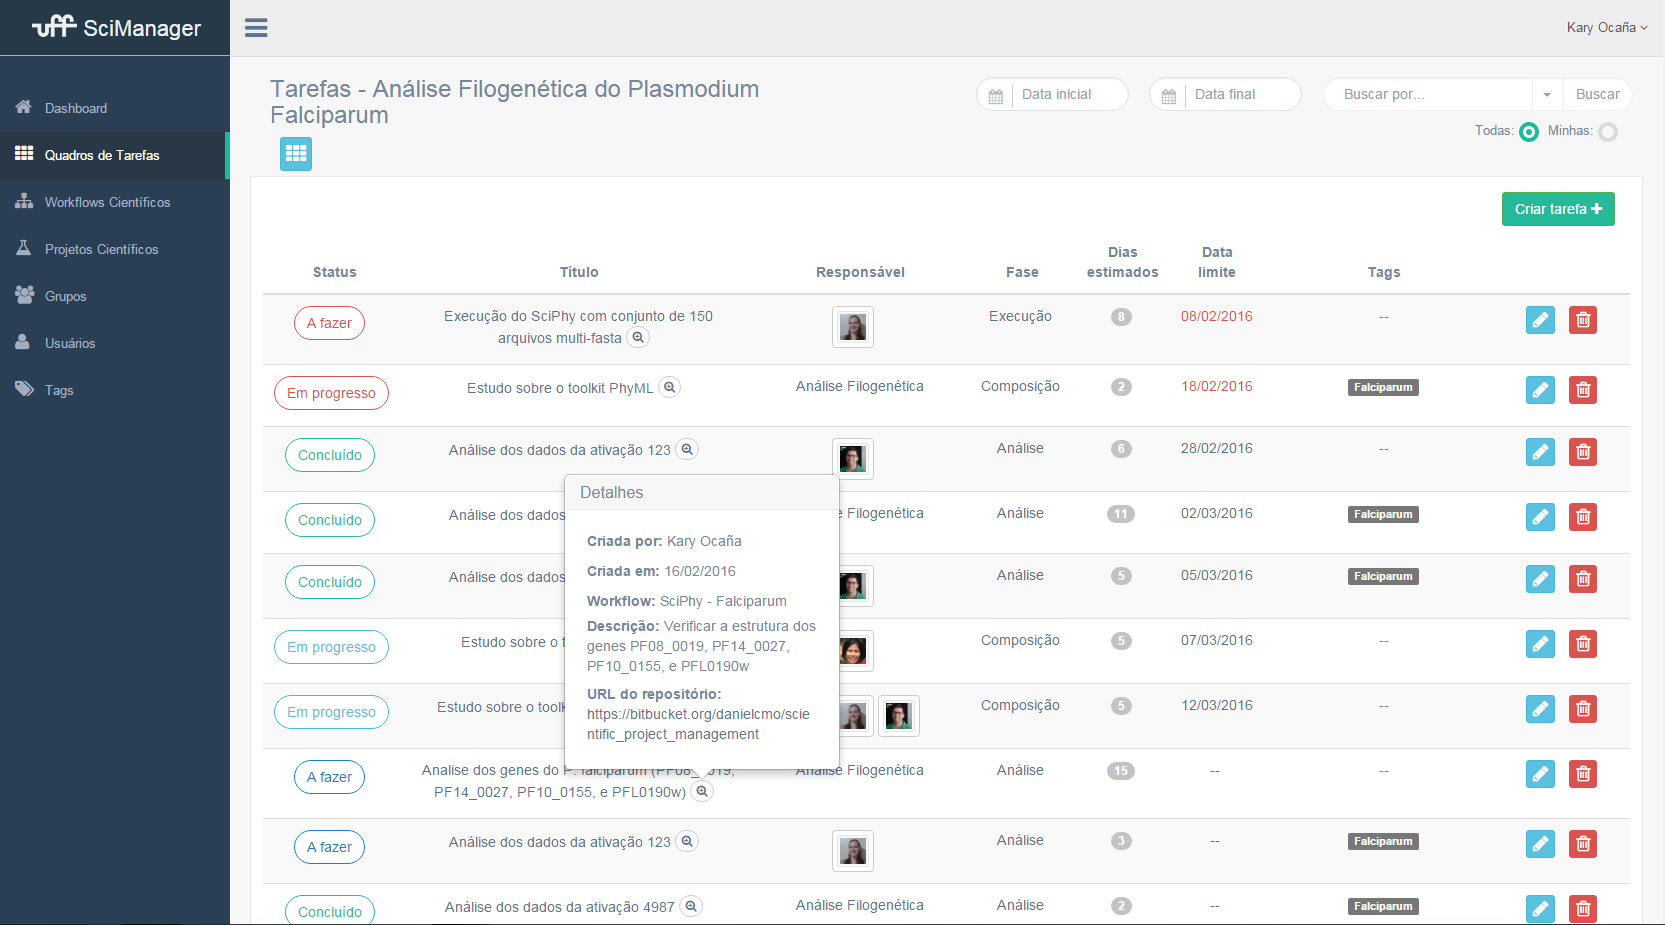 uff SciManager
Kary Ocaña
Dashboard
Quadros de Tarefas
Workflows Científicos
Projetos Científicos
Grupos
Usuários
Tags
Tarefas - Análise Filogenética do Plasmodium
Falciparum
Data inicial
Data final
Buscar por...
Buscar
Todas:
Minhas:
Criar tarefa
Status Título Responsável Fase Dias estimados Data limite Tags
A fazer Execução do SciPhy com conjunto de 150 Execução 8 08/02/2016 --
arquivos multi-fasta
Em progresso Estudo sobre o toolkit PhyML Análise Filogenética Composição 2 18/02/2016 Falciparum
Concluído Análise dos dados da ativação 123 Análise 6 28/02/2016 --
Concluído Análise dos dados e Filogenética Análise 11 02/03/2016 Falciparum
Concluído Análise dos dados Análise 5 05/03/2016 Falciparum
Em progresso Estudo sobre o t Composição 5 07/03/2016 --
Em progresso Estudo sobre o toolk Composição 5 12/03/2016 --
Detalhes
Criada por: Kary Ocaña
Criada em: 16/02/2016
Workflow: SciPhy - Falciparum
Descrição: Verificar a estrutura dos
genes PF08_0019, PF14_0027,
PF10_0155, e PFL0190w
URL do repositório:
https://bitbucket.org/danielcmo/scie
ntific_project_management
A fazer Analise dos genes do P. falciparum (PF08_0019, Análise Filogenética Análise 15 -- --
PF14_0027, PF10_0155, e PFL0190w)
A fazer Análise dos dados da ativação 123 Análise 3 -- Falciparum
Concluído Análise dos dados da ativação 4987 Análise Filogenética Análise 2 -- Falciparum